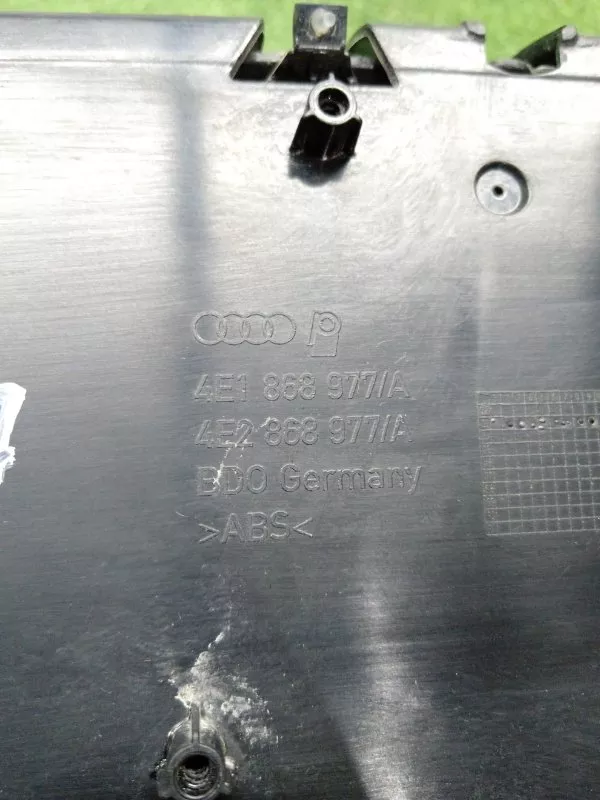 4E1 868 977/A
4E2 868 977/A
BDO Germany
>ABS<